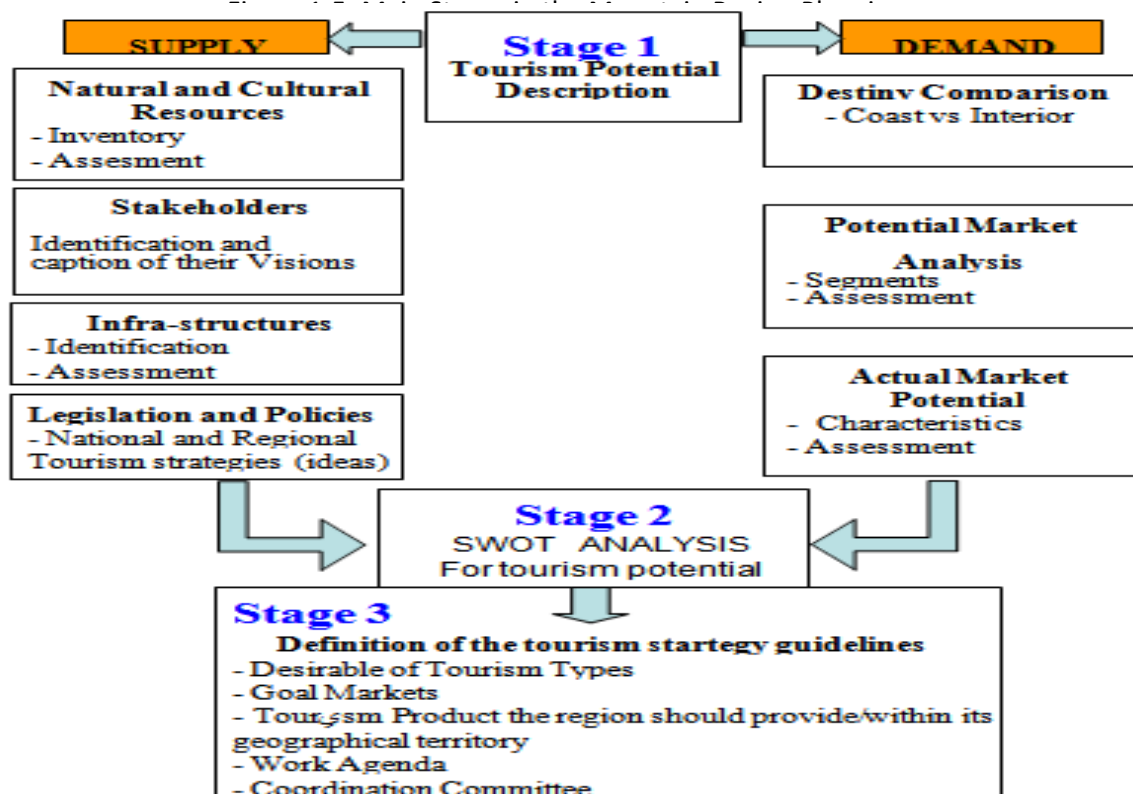 SUPPLY
Stage 1
Tourism Potential
Description
DEMAND
Natural and Cultural
Resources
- Inventory
- Assesment
Stakeholders
Identification and
caption of their Visions
Infra-structures
- Identification
- Assessment
Legislation and Policies
- National and Regional
Tourism strategies (ideas)
Destiny Comparison
- Coast vs Interior
Potential Market
Analysis
- Segments
- Assessment
Actual Market
Potential
- Characteristics
- Assessment
Stage 2
SWOT ANALYSIS
For tourism potential
Stage 3
Definition of the tourism startegy guidelines
- Desirable of Tourism Types
- Goal Markets
- Tourism Product the region should provide/within its
geographical territory
- Work Agenda
- Coordination Committee